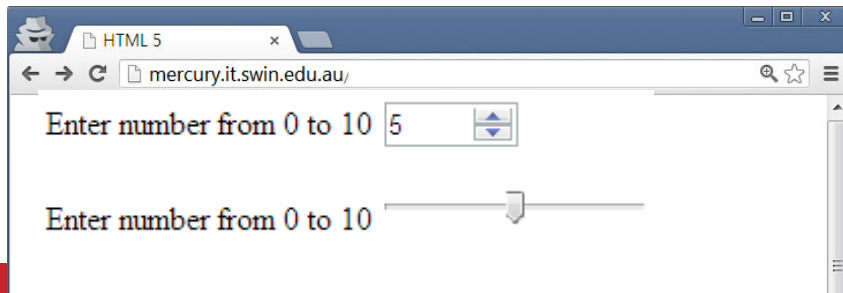 HTML 5
mercury.it.swin.edu.au/
Enter number from 0 to 10 5
Enter number from 0 to 10